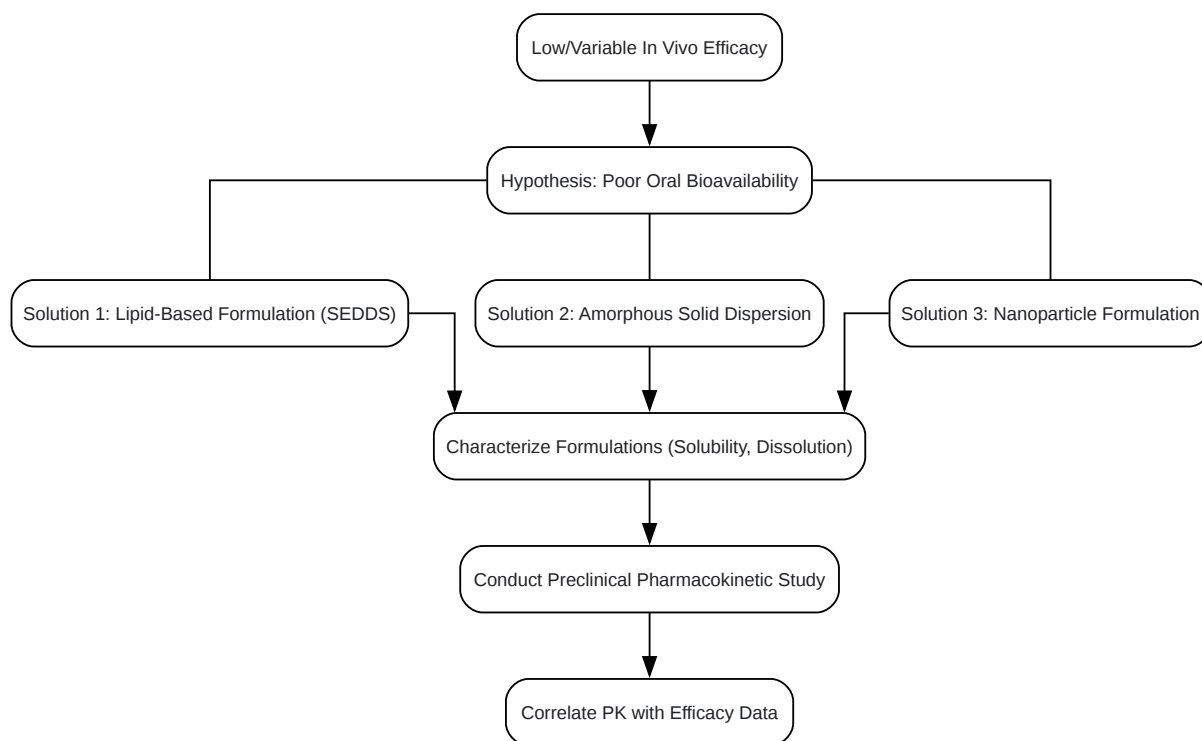 Low/Variable In Vivo Efficacy
Hypothesis: Poor Oral Bioavailability
Solution 1: Lipid-Based Formulation (SEDDS)
Solution 2: Amorphous Solid Dispersion
Solution 3: Nanoparticle Formulation
Characterize Formulations (Solubility, Dissolution)
Conduct Preclinical Pharmacokinetic Study
Correlate PK with Efficacy Data